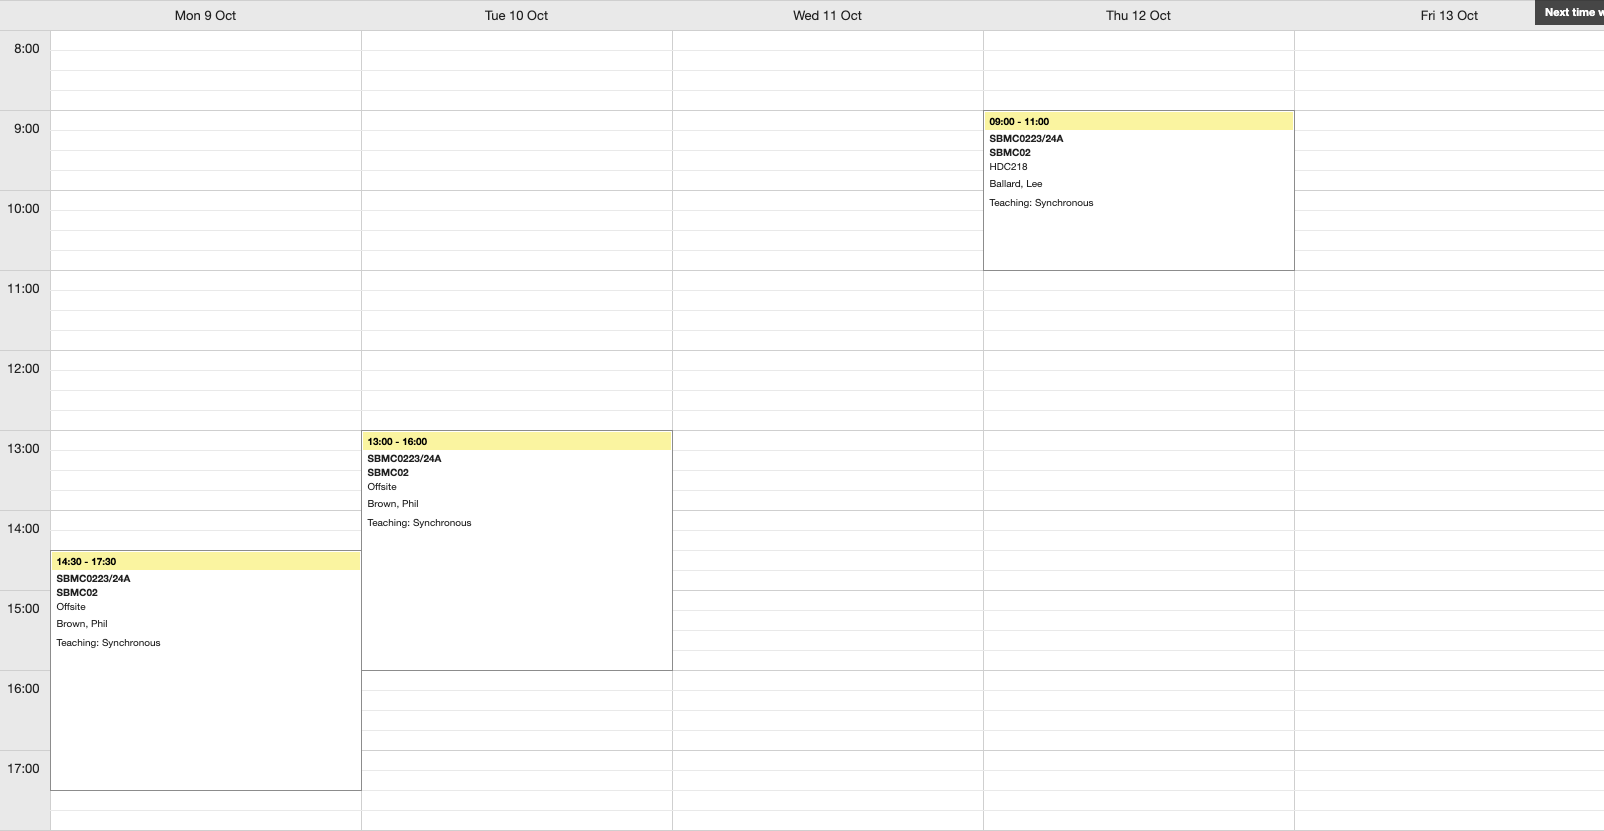 Mon 9 Oct
Tue 10 Oct
Wed 11 Oct
Thu 12 Oct
Fri 13 Oct
Next time w
8:00
9:00
10:00
11:00
12:00
13:00
14:00
15:00
16:00
17:00
14:30 - 17:30
SBMC0223/24A
SBMC02
Offsite
Brown, Phil
Teaching: Synchronous
13:00 - 16:00
SBMC0223/24A
SBMC02
Offsite
Brown, Phil
Teaching: Synchronous
09:00 - 11:00
SBMC0223/24A
SBMC02
HDC218
Ballard, Lee
Teaching: Synchronous